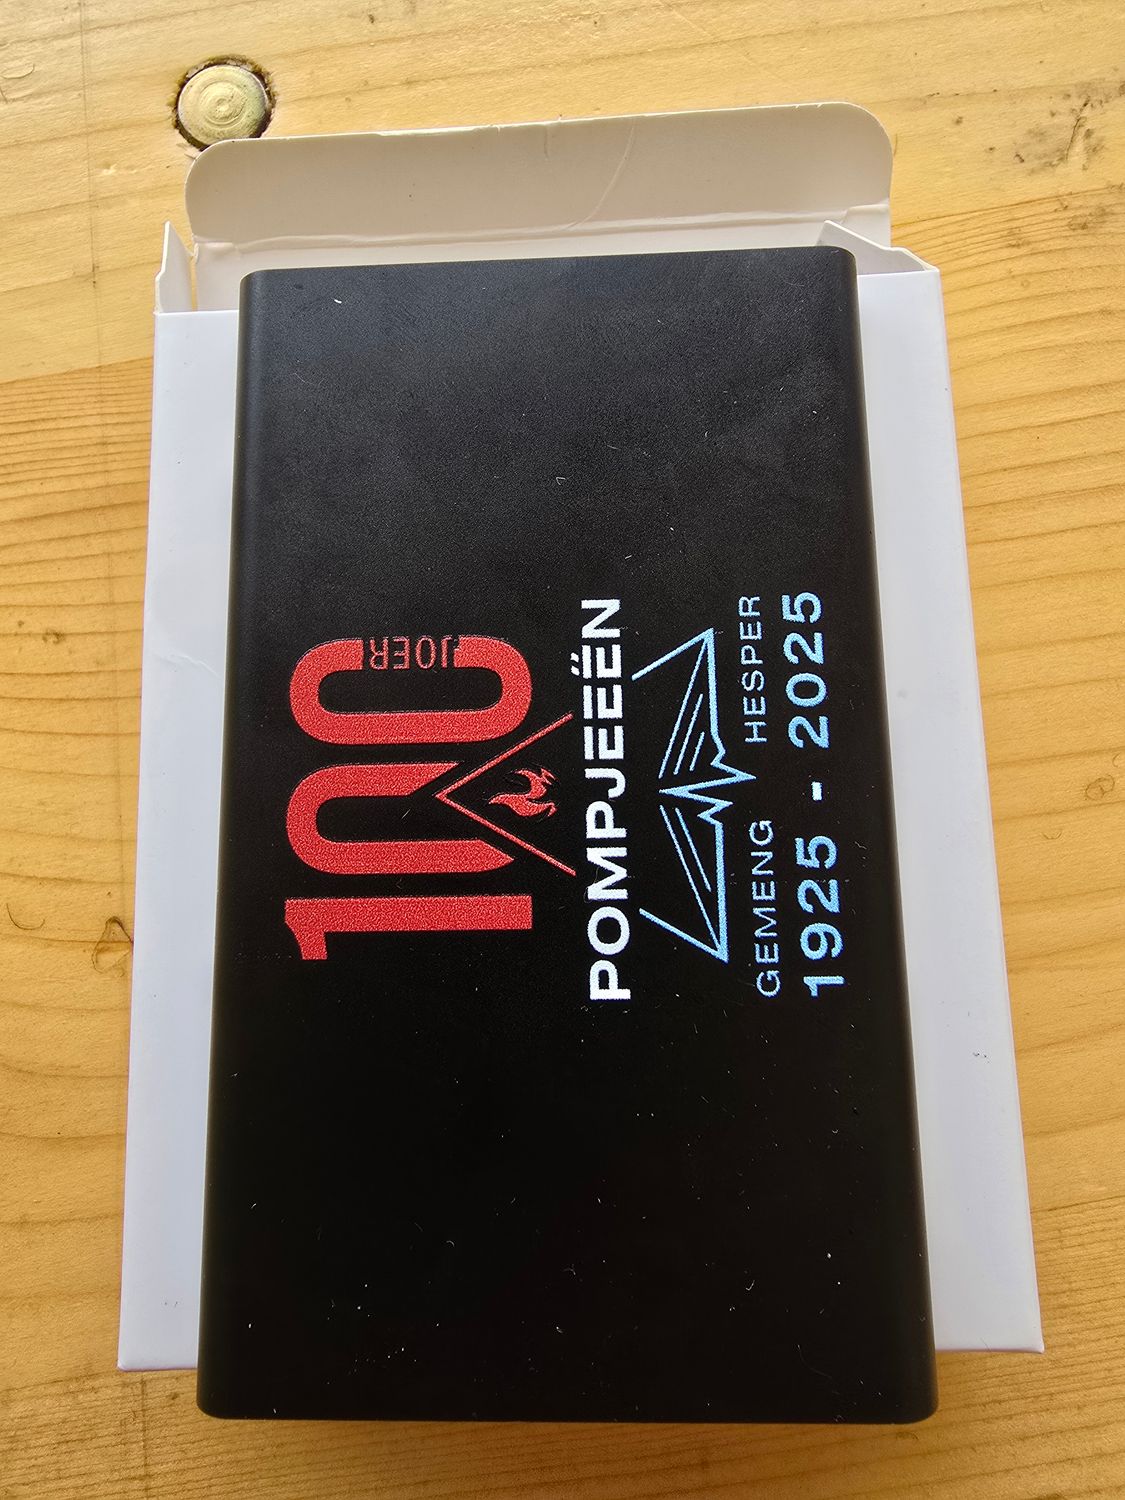 100
JOER
POMPJEEËN
GEMENG HESPER
1925 - 2025